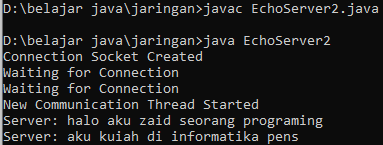 D:\belajar java\jaringan>javac EchoServer2.java
D:\belajar java\jaringan>java EchoServer2
Connection Socket Created
Waiting for Connection
Waiting for Connection
New Communication Thread Started
Server: halo aku zaid seorang programing
Server: aku kuiah di informatika pens